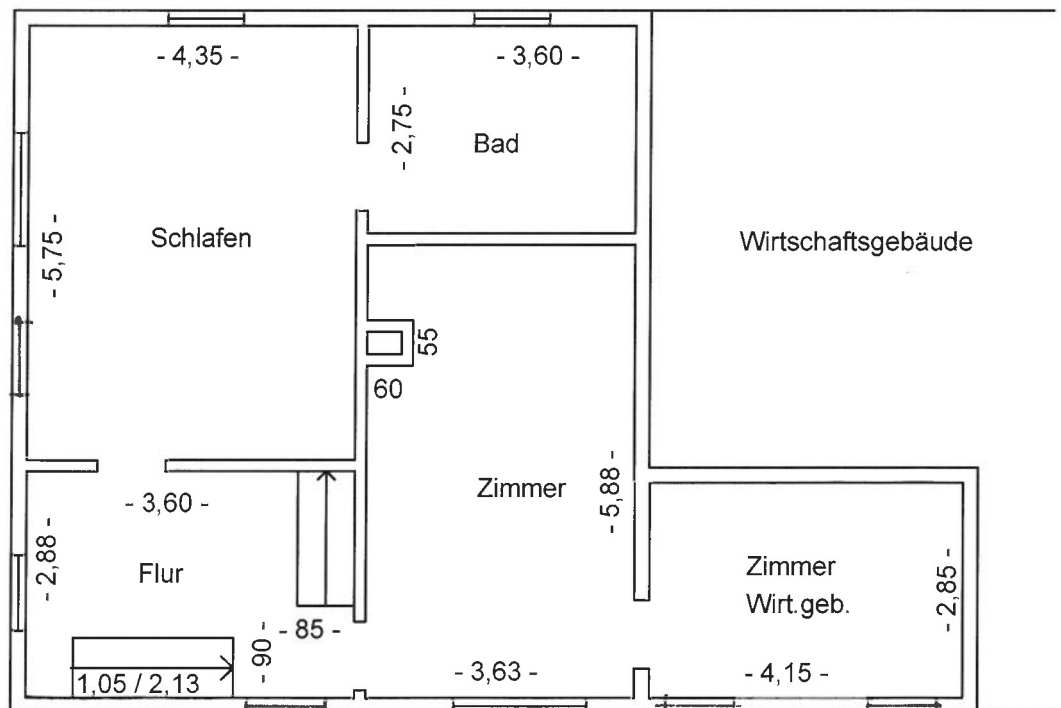 - 4,35 -
- 3,60 -
- 2,75 -
Bad
Schlafen
- 5,75 -
Wirtschaftsgebäude
55
60
Zimmer
- 5,88 -
- 3,60 -
- 2,88 -
Flur
Zimmer
Wirt.geb.
- 2,85 -
- 85 -
- 90 -
1,05 / 2,13
- 3,63 -
- 4,15 -